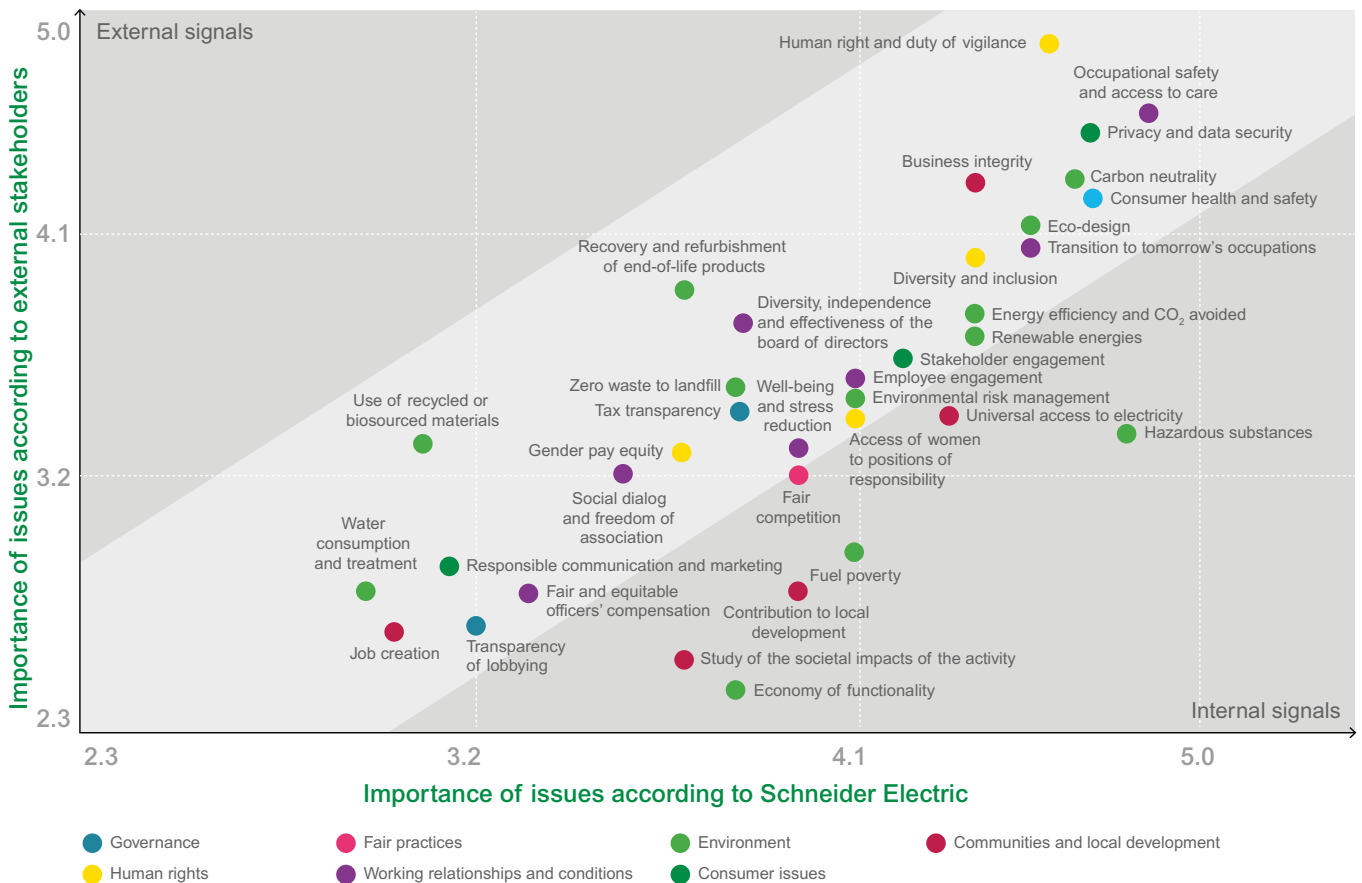 5.0
External signals
Human right and duty of vigilance
Occupational safety
and access to care
Privacy and data security
Business integrity
Carbon neutrality
Consumer health and safety
Eco-design
4.1
Transition to tomorrow's occupations
Recovery and refurbishment
of end-of-life products
Diversity and inclusion
Diversity, independence
and effectiveness of the
board of directors
Energy efficiency and CO2 avoided
Renewable energies
Stakeholder engagement
Zero waste to landfill
Well-being
and stress
reduction
Employee engagement
Environmental risk management
Tax transparency
Universal access to electricity
Use of recycled or
biosourced materials
Hazardous substances
Access of women
to positions of
responsibility
Gender pay equity
3.2
Social dialog
and freedom of
association
Fair
competition
Water
consumption
and treatment
Responsible communication and marketing
Fuel poverty
Fair and equitable
officers' compensation
Contribution to local
development
Job creation
Transparency
of lobbying
Study of the societal impacts of the activity
Economy of functionality
2.3
Internal signals
Importance of issues according to external stakeholders
2.3
3.2
4.1
5.0
Importance of issues according to Schneider Electric
Governance
Fair practices
Environment
Communities and local development
Human rights
Working relationships and conditions
Consumer issues